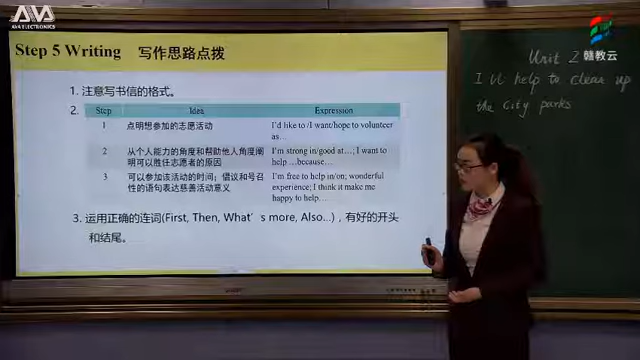 AVA
AVA ELECTRONICS
赣教云
Step 5 Writing 写作思路点拨
Unit 2
I'll help to clean up
the city parks
1. 注意写书信的格式。
2.
Step Idea Expression
1 点明想参加的志愿活动 I'd like to /I want/hope to volunteer
as…
2 从个人能力的角度和帮助他人角度阐 I'm strong in/good at…; I want to
明可以胜任志愿者的原因 help …because…
3 可以参加该活动的时间；倡议和号召 I'm free to help in/on; wonderful
性的语句表达慈善活动意义 experience; I think it make me
happy to help……
3. 运用正确的连词(First, Then, What's more, Also...)，有好的开头
和结尾。